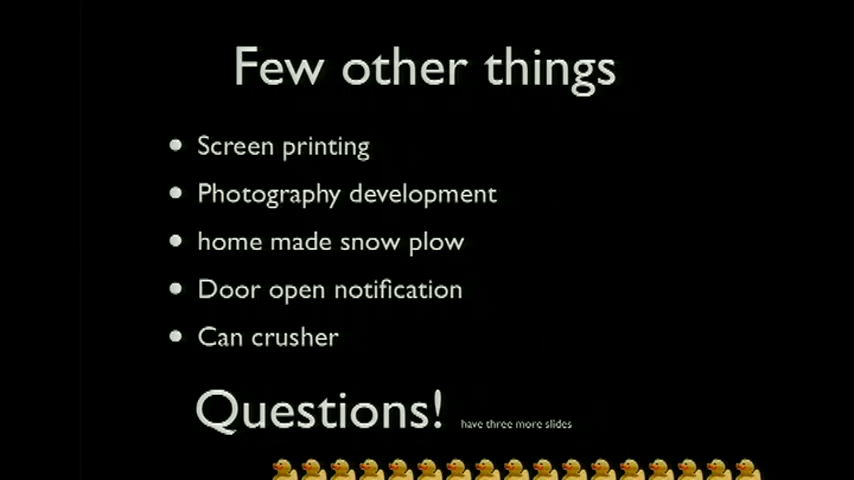 Few other things
Screen printing
Photography development
home made snow plow
Door open notification
Can crusher
Questions! have three more slides